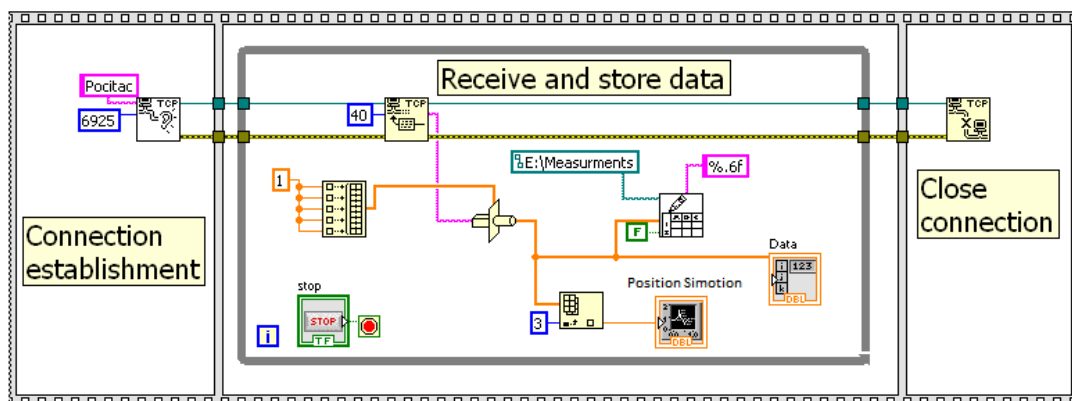 Pocitac
6925
TCP
Connection
establishment
Receive and store data
40
TCP
E:\Measurments
%.6f
1
F
Data
i
j
k
123
DBL
Position Simotion
stop
STOP
TF
i
3
DBL
TCP
Close
connection